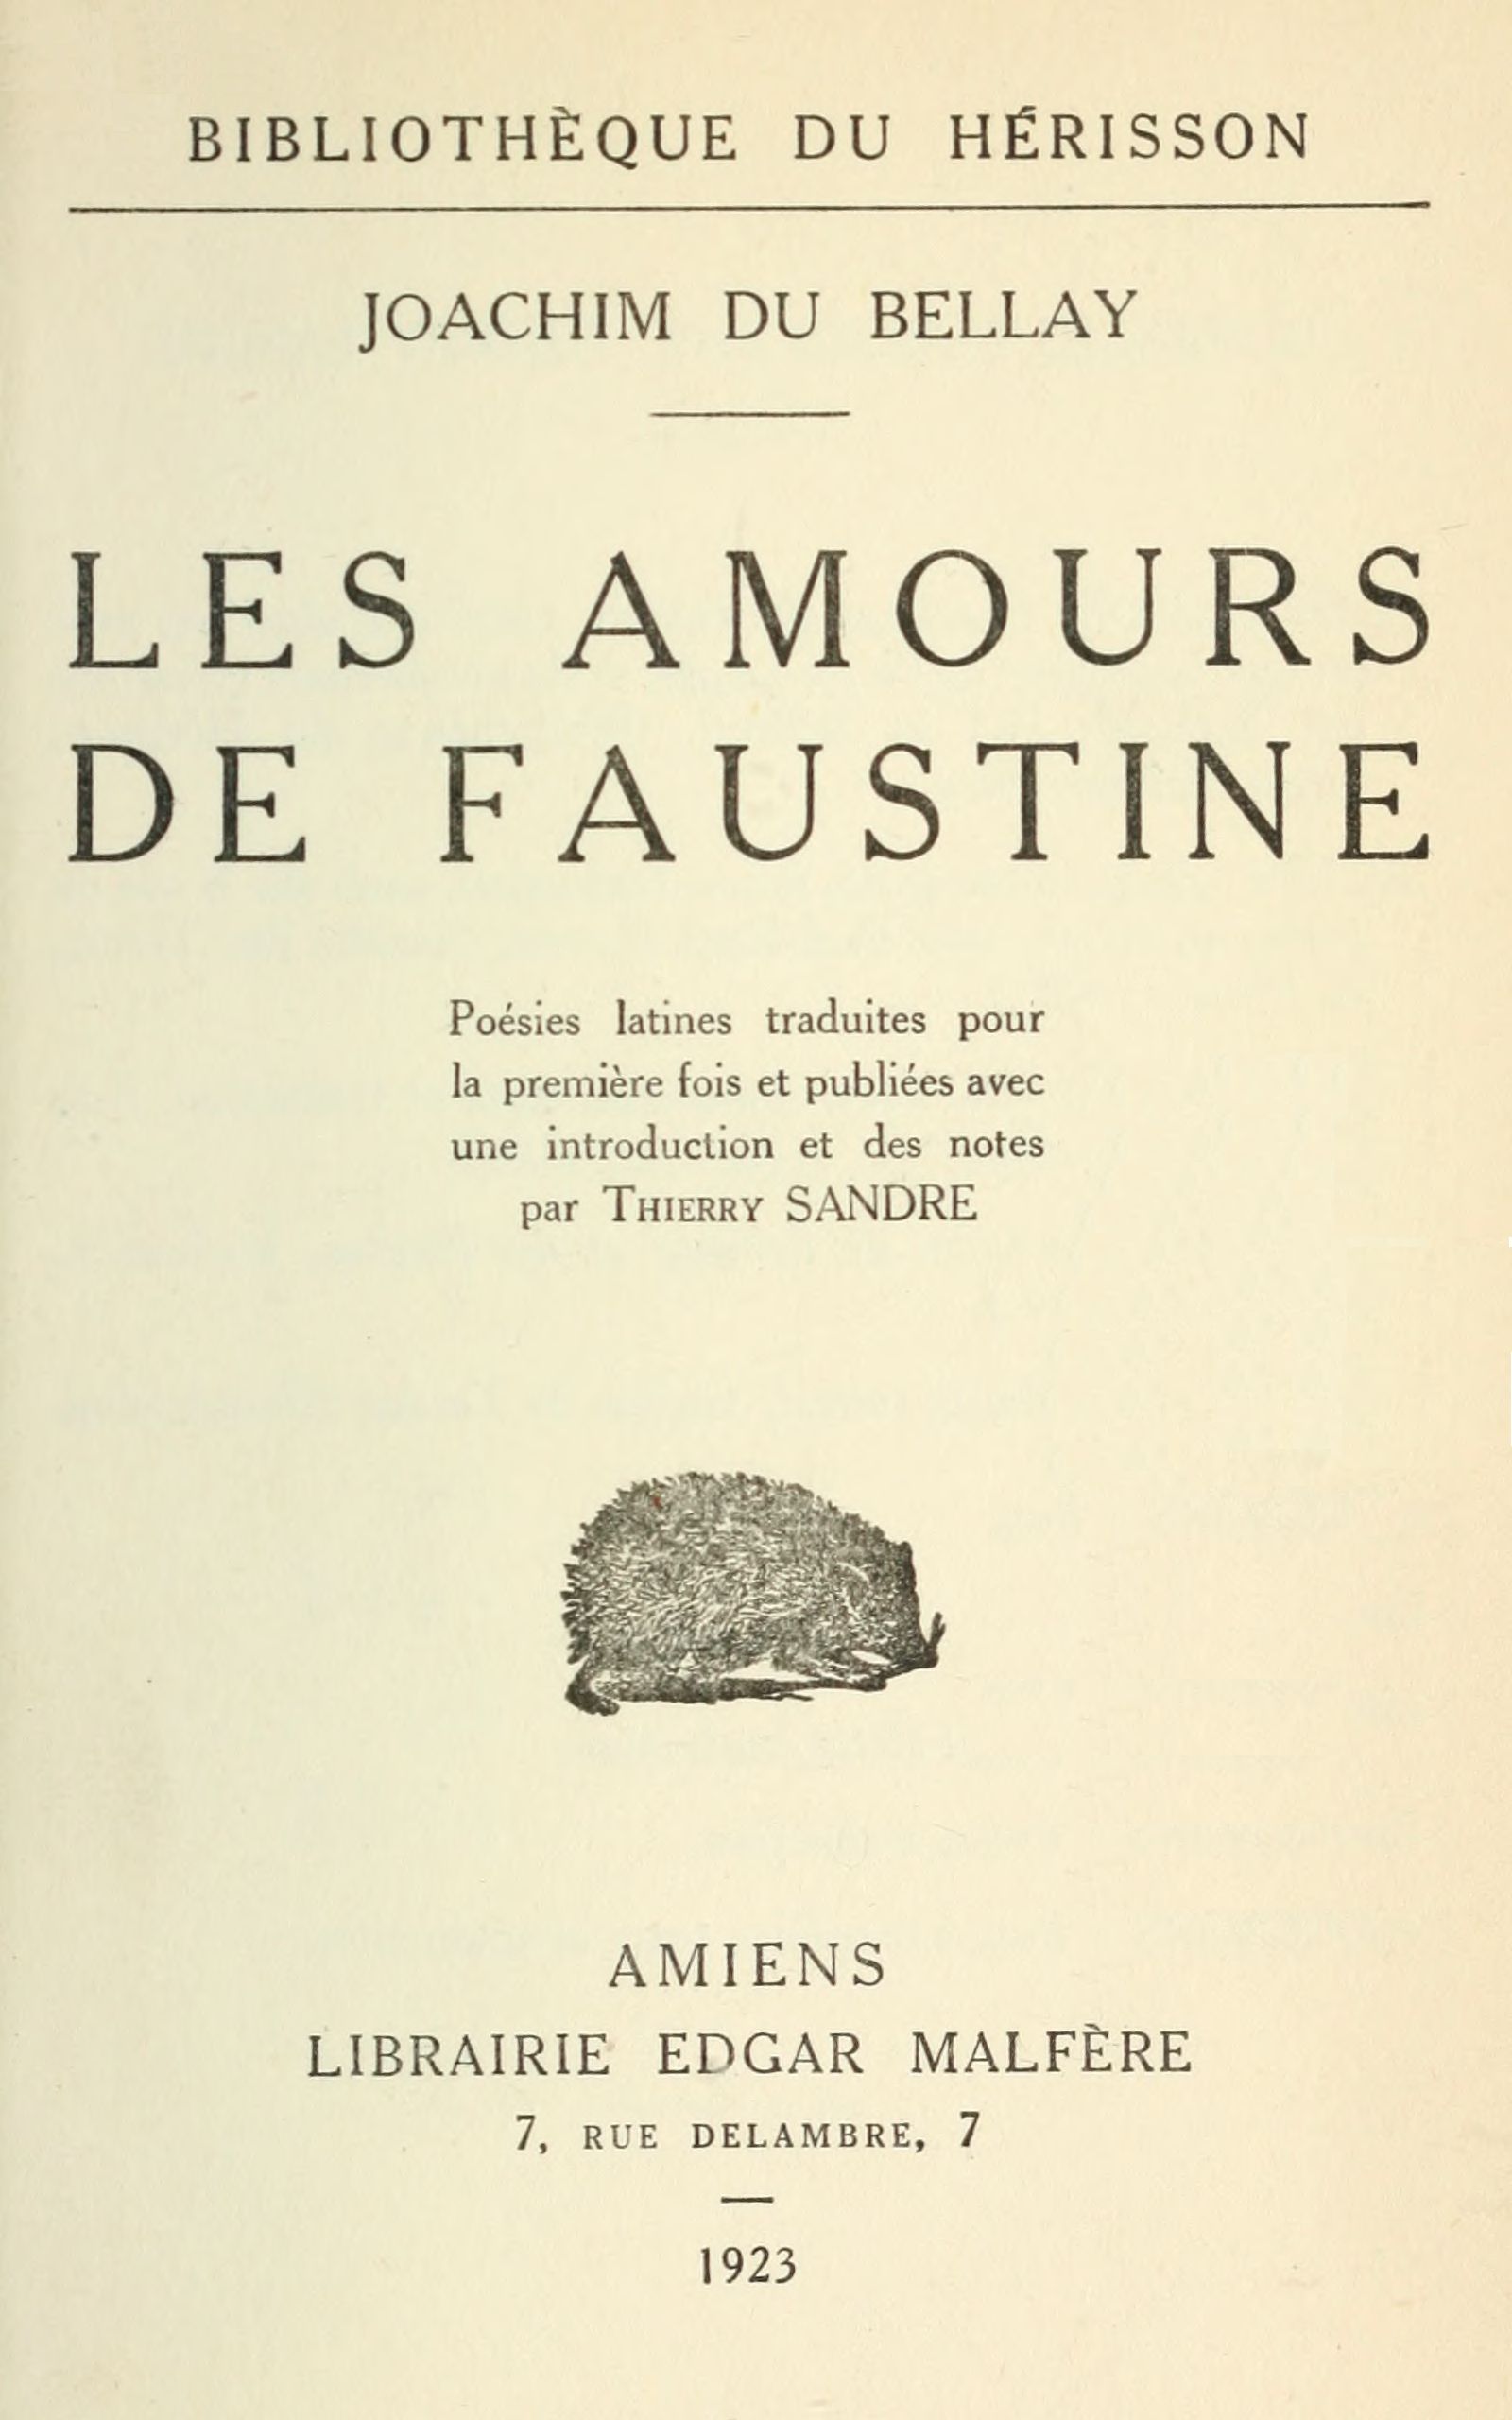 BIBLIOTHÈQUE DU HÉRISSON
JOACHIM DU BELLAY
LES AMOURS
DE FAUSTINE
Poésies latines traduites pour
la première fois et publiées avec
une introduction et des notes
par THIERRY SANDRE
AMIENS
LIBRAIRIE EDGAR MALFÈRE
7, RUE DELAMBRE, 7
1923